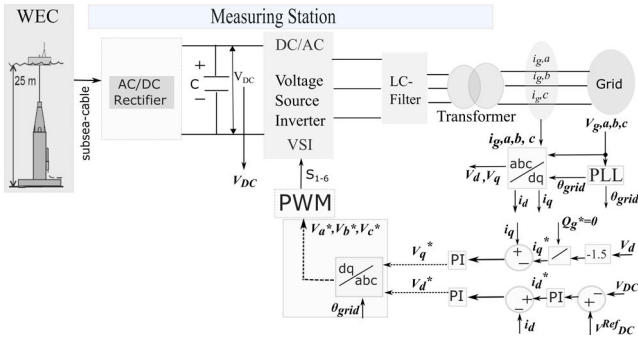 WEC
Measuring Station
25 m
subsea-cable
AC/DC
Rectifier
+
C
−
V_DC
V_DC
DC/AC
Voltage
Source
Inverter
VSI
LC-
Filter
Transformer
i_g,a
i_g,b
i_g,c
Grid
i_g,a,b,c
V_g,a,b,c
abc
dq
PLL
V_d ,V_q
θ_grid
θ_grid
i_d
i_q
S_1-6
PWM
V_a*,V_b*,V_c*
Q_g*=0
i_q
V_q*
PI
+
−
i_q*
-1.5
V_d
dq
abc
θ_grid
V_d*
PI
+
−
i_d*
PI
+
−
V_DC
i_d
V^Ref_DC